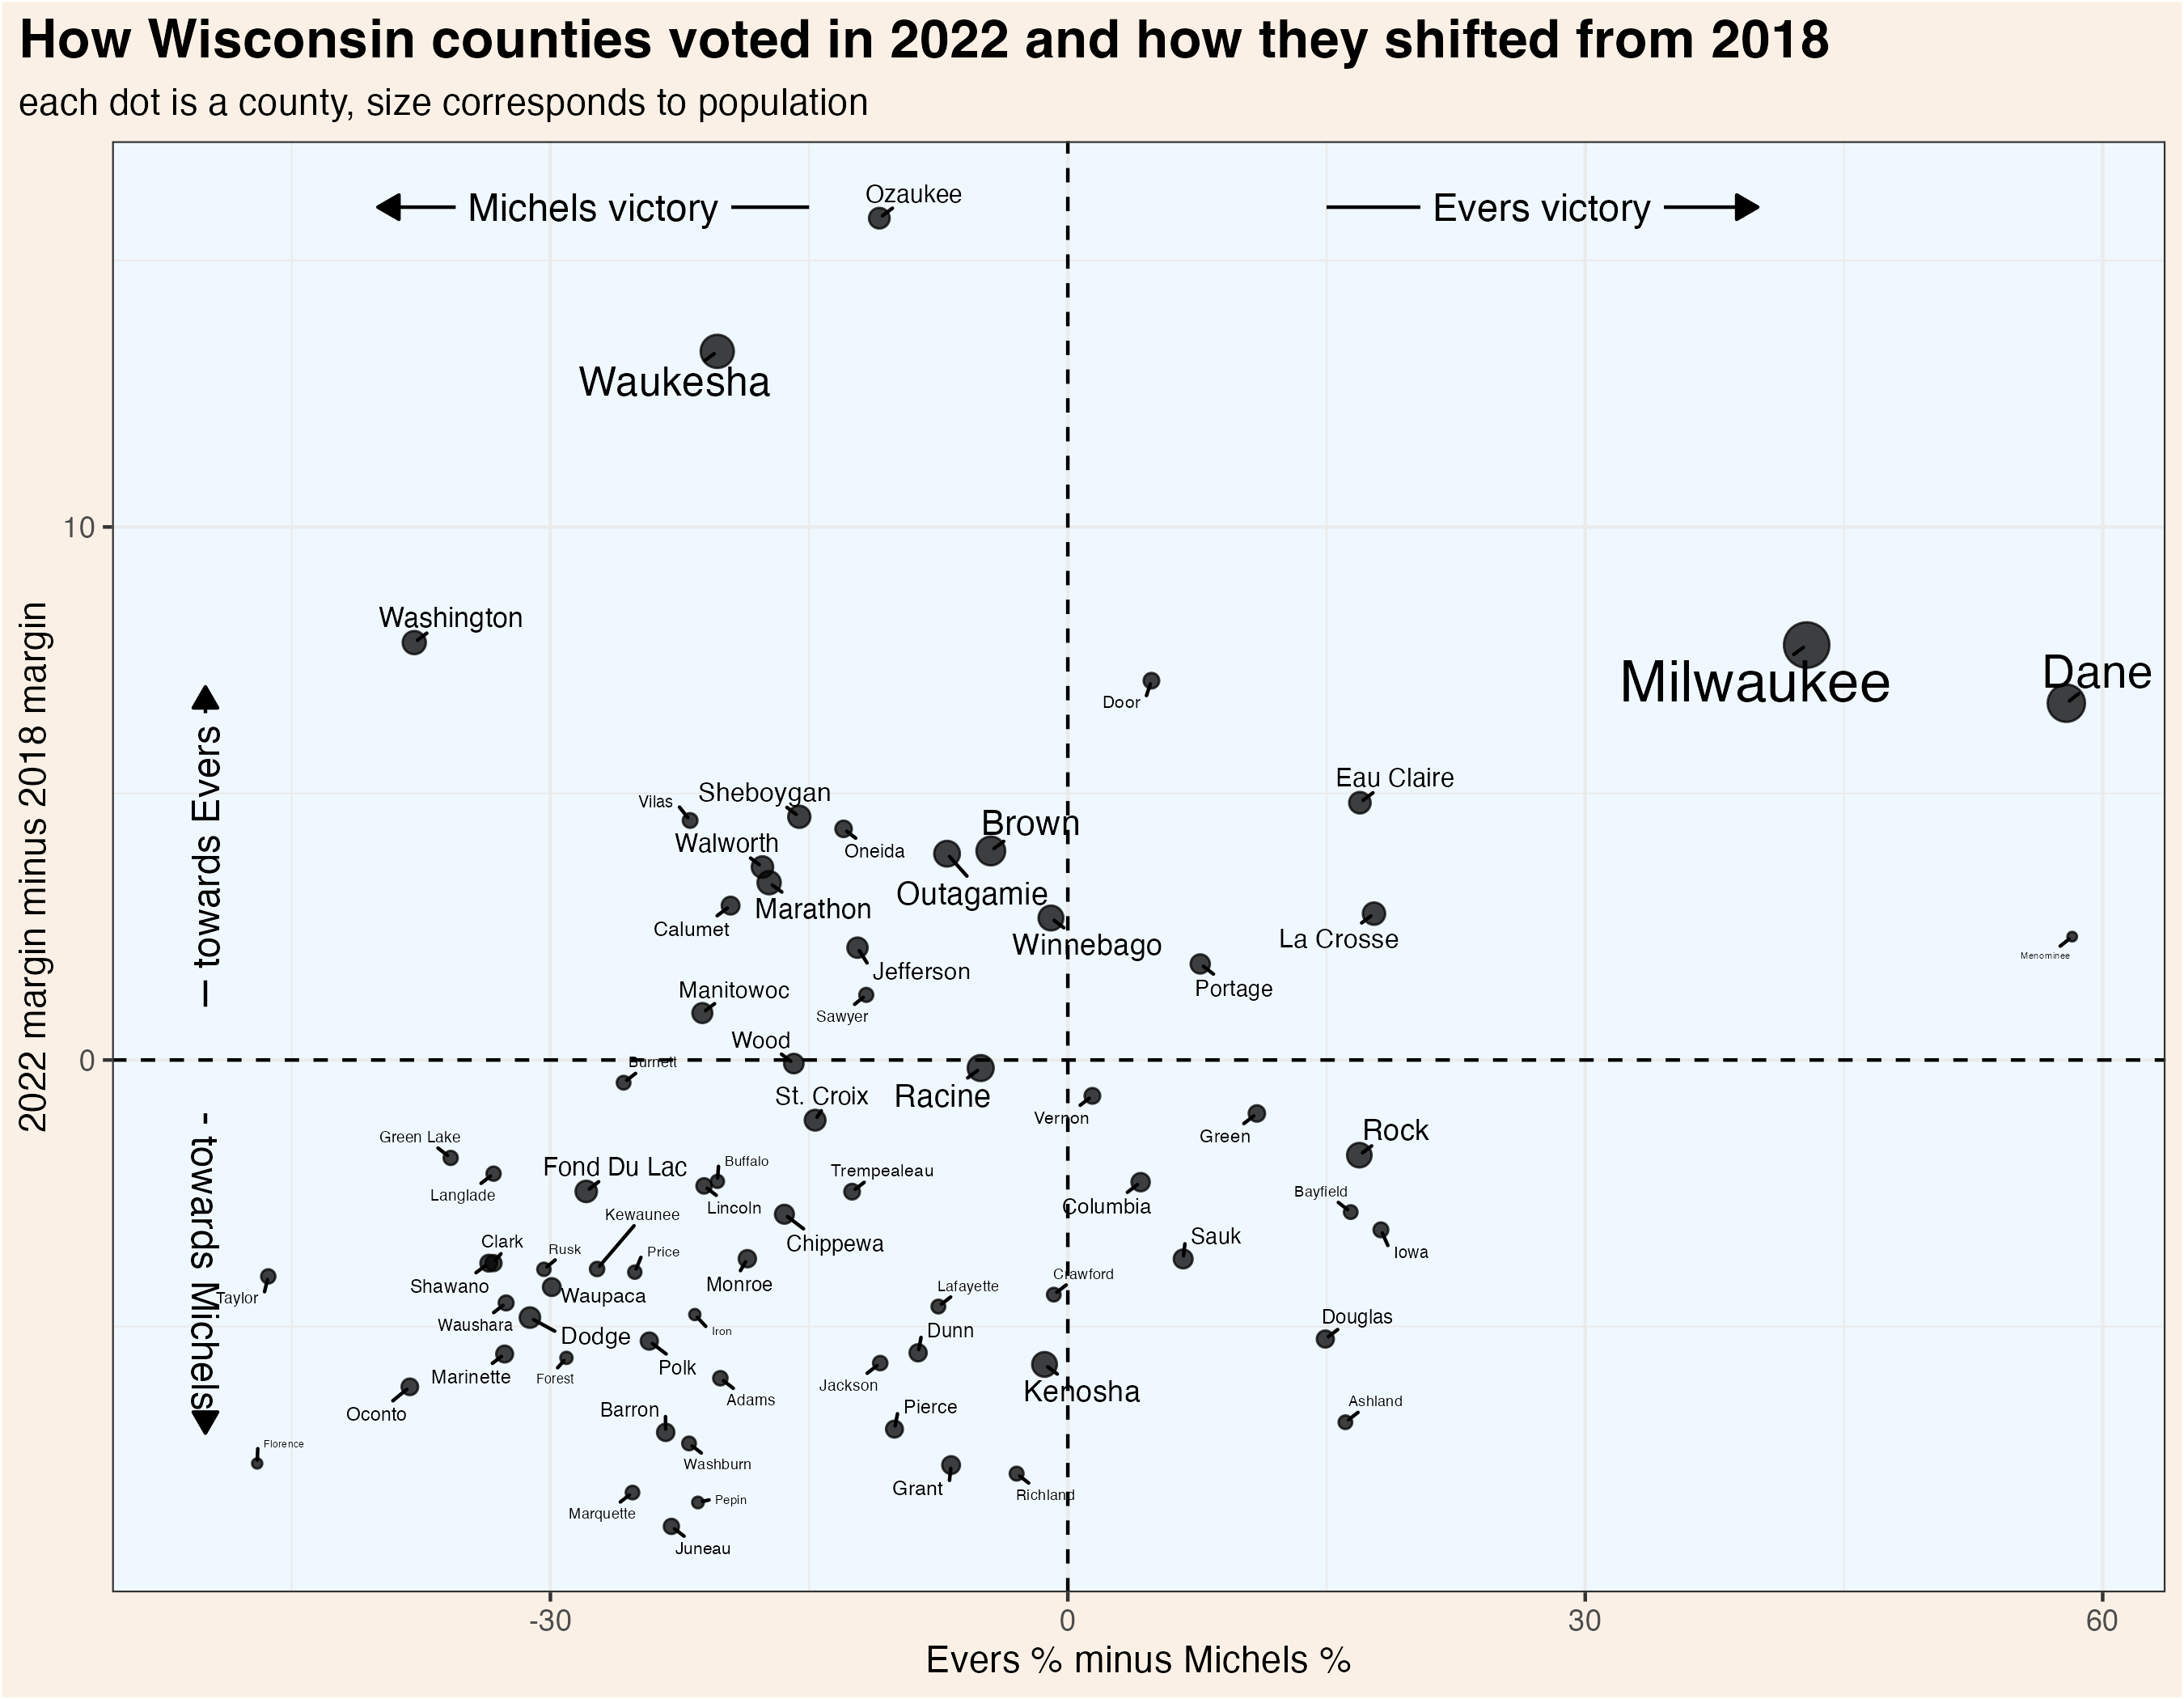 How Wisconsin counties voted in 2022 and how they shifted from 2018
each dot is a county, size corresponds to population
Michels victory
Ozaukee
Evers victory
Waukesha
10
Washington
Milwaukee
Dane
Door
Eau Claire
Vilas
Sheboygan
Brown
Walworth
Oneida
Outagamie
Marathon
Calumet
Winnebago
La Crosse
Menominee
Jefferson
Manitowoc
Portage
Sawyer
Wood
0
Burnett
St. Croix
Racine
Vernon
Green
Rock
Green Lake
Fond Du Lac
Buffalo
Trempealeau
Langlade
Lincoln
Columbia
Bayfield
Kewaunee
Clark
Rusk
Price
Chippewa
Sauk
Iowa
Taylor
Shawano
Waupaca
Monroe
Lafayette
Crawford
Waushara
Dodge
Iron
Dunn
Douglas
Marinette
Forest
Polk
Jackson
Kenosha
Oconto
Barron
Adams
Pierce
Ashland
Florence
Washburn
Grant
Richland
Marquette
Pepin
Juneau
2022 margin minus 2018 margin
— towards Evers
- towards Michels
-30
0
30
60
Evers % minus Michels %